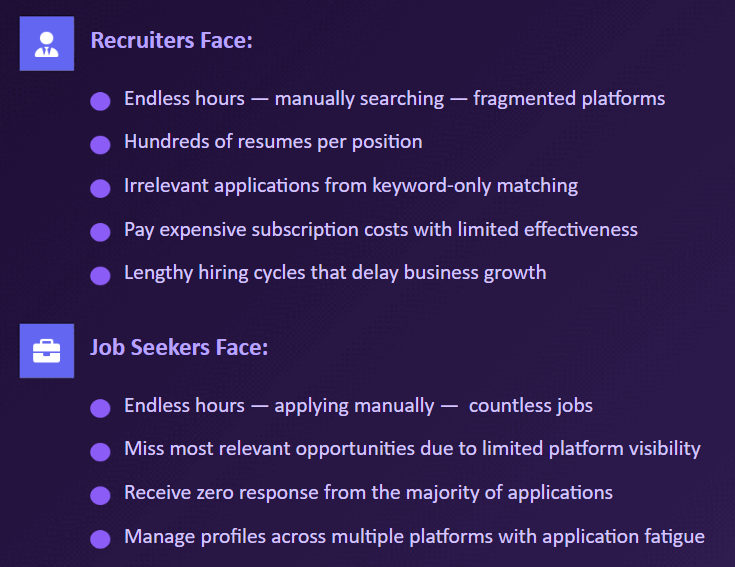 Recruiters Face:
Endless hours — manually searching — fragmented platforms
Hundreds of resumes per position
Irrelevant applications from keyword-only matching
Pay expensive subscription costs with limited effectiveness
Lengthy hiring cycles that delay business growth
Job Seekers Face:
Endless hours — applying manually —  countless jobs
Miss most relevant opportunities due to limited platform visibility
Receive zero response from the majority of applications
Manage profiles across multiple platforms with application fatigue